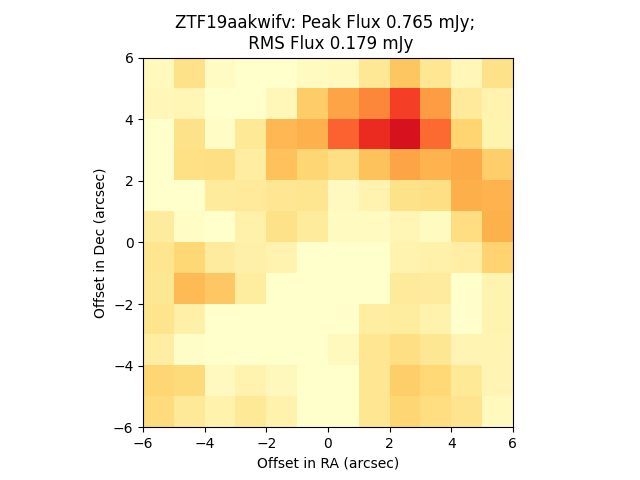 ZTF19aakwifv: Peak Flux 0.765 mJy;
RMS Flux 0.179 mJy
6
4
2
0
−2
−4
−6
Offset in Dec (arcsec)
−6 −4 −2 0 2 4 6
Offset in RA (arcsec)